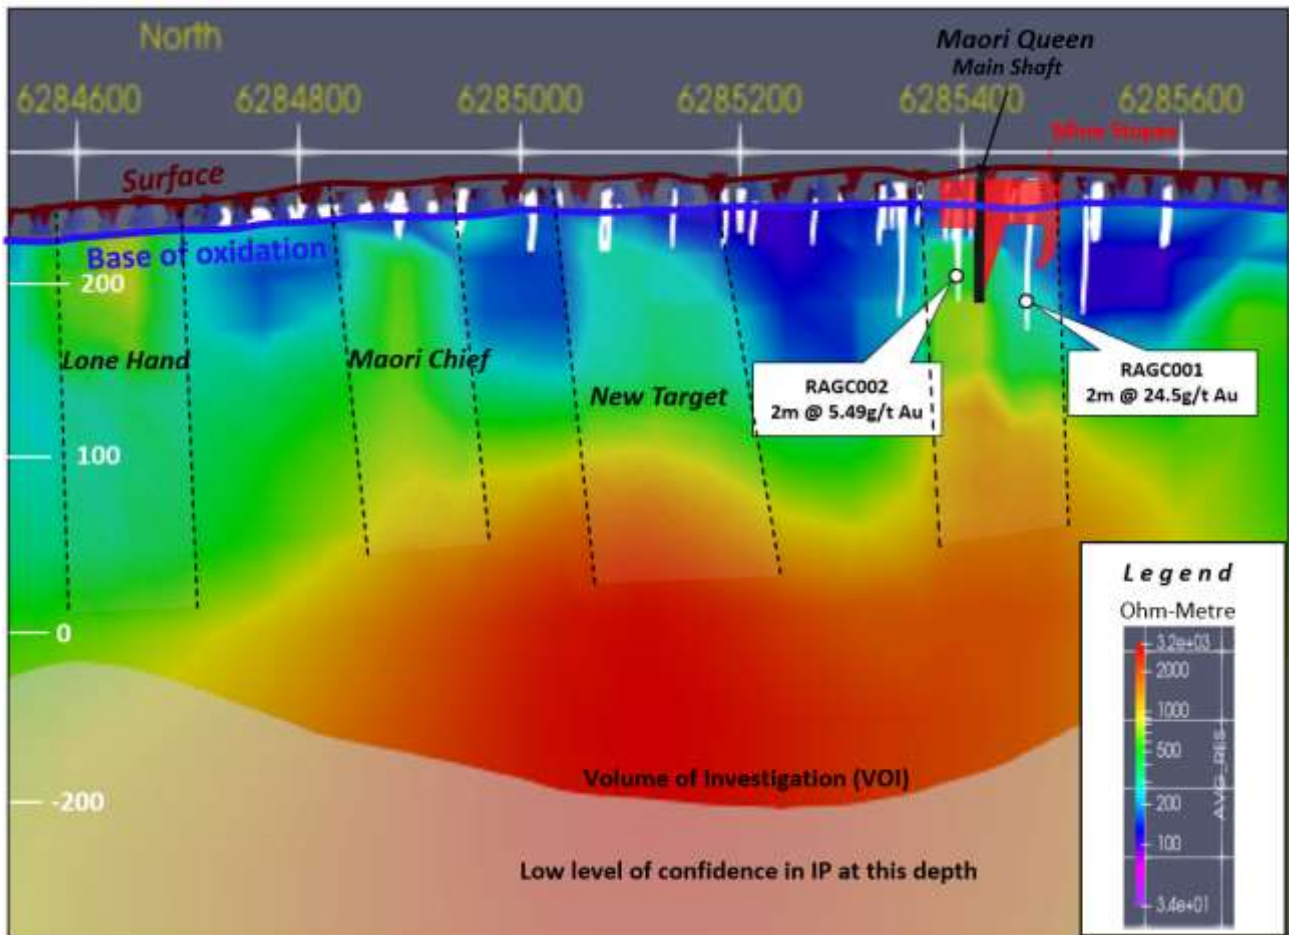 North
Maori Queen
Main Shaft
6284600 6284800 6285000 6285200 6285400 6285600
Mine Stopes
Surface
Base of oxidation
200
Lone Hand
Maori Chief
New Target
RAGC002
2m @ 5.49g/t Au
RAGC001
2m @ 24.5g/t Au
100
0
-200
Volume of Investigation (VOI)
Low level of confidence in IP at this depth
Legend
Ohm-Metre
3.2e+03
2000
1000
500
200
100
3.4e+01
AVG_RES